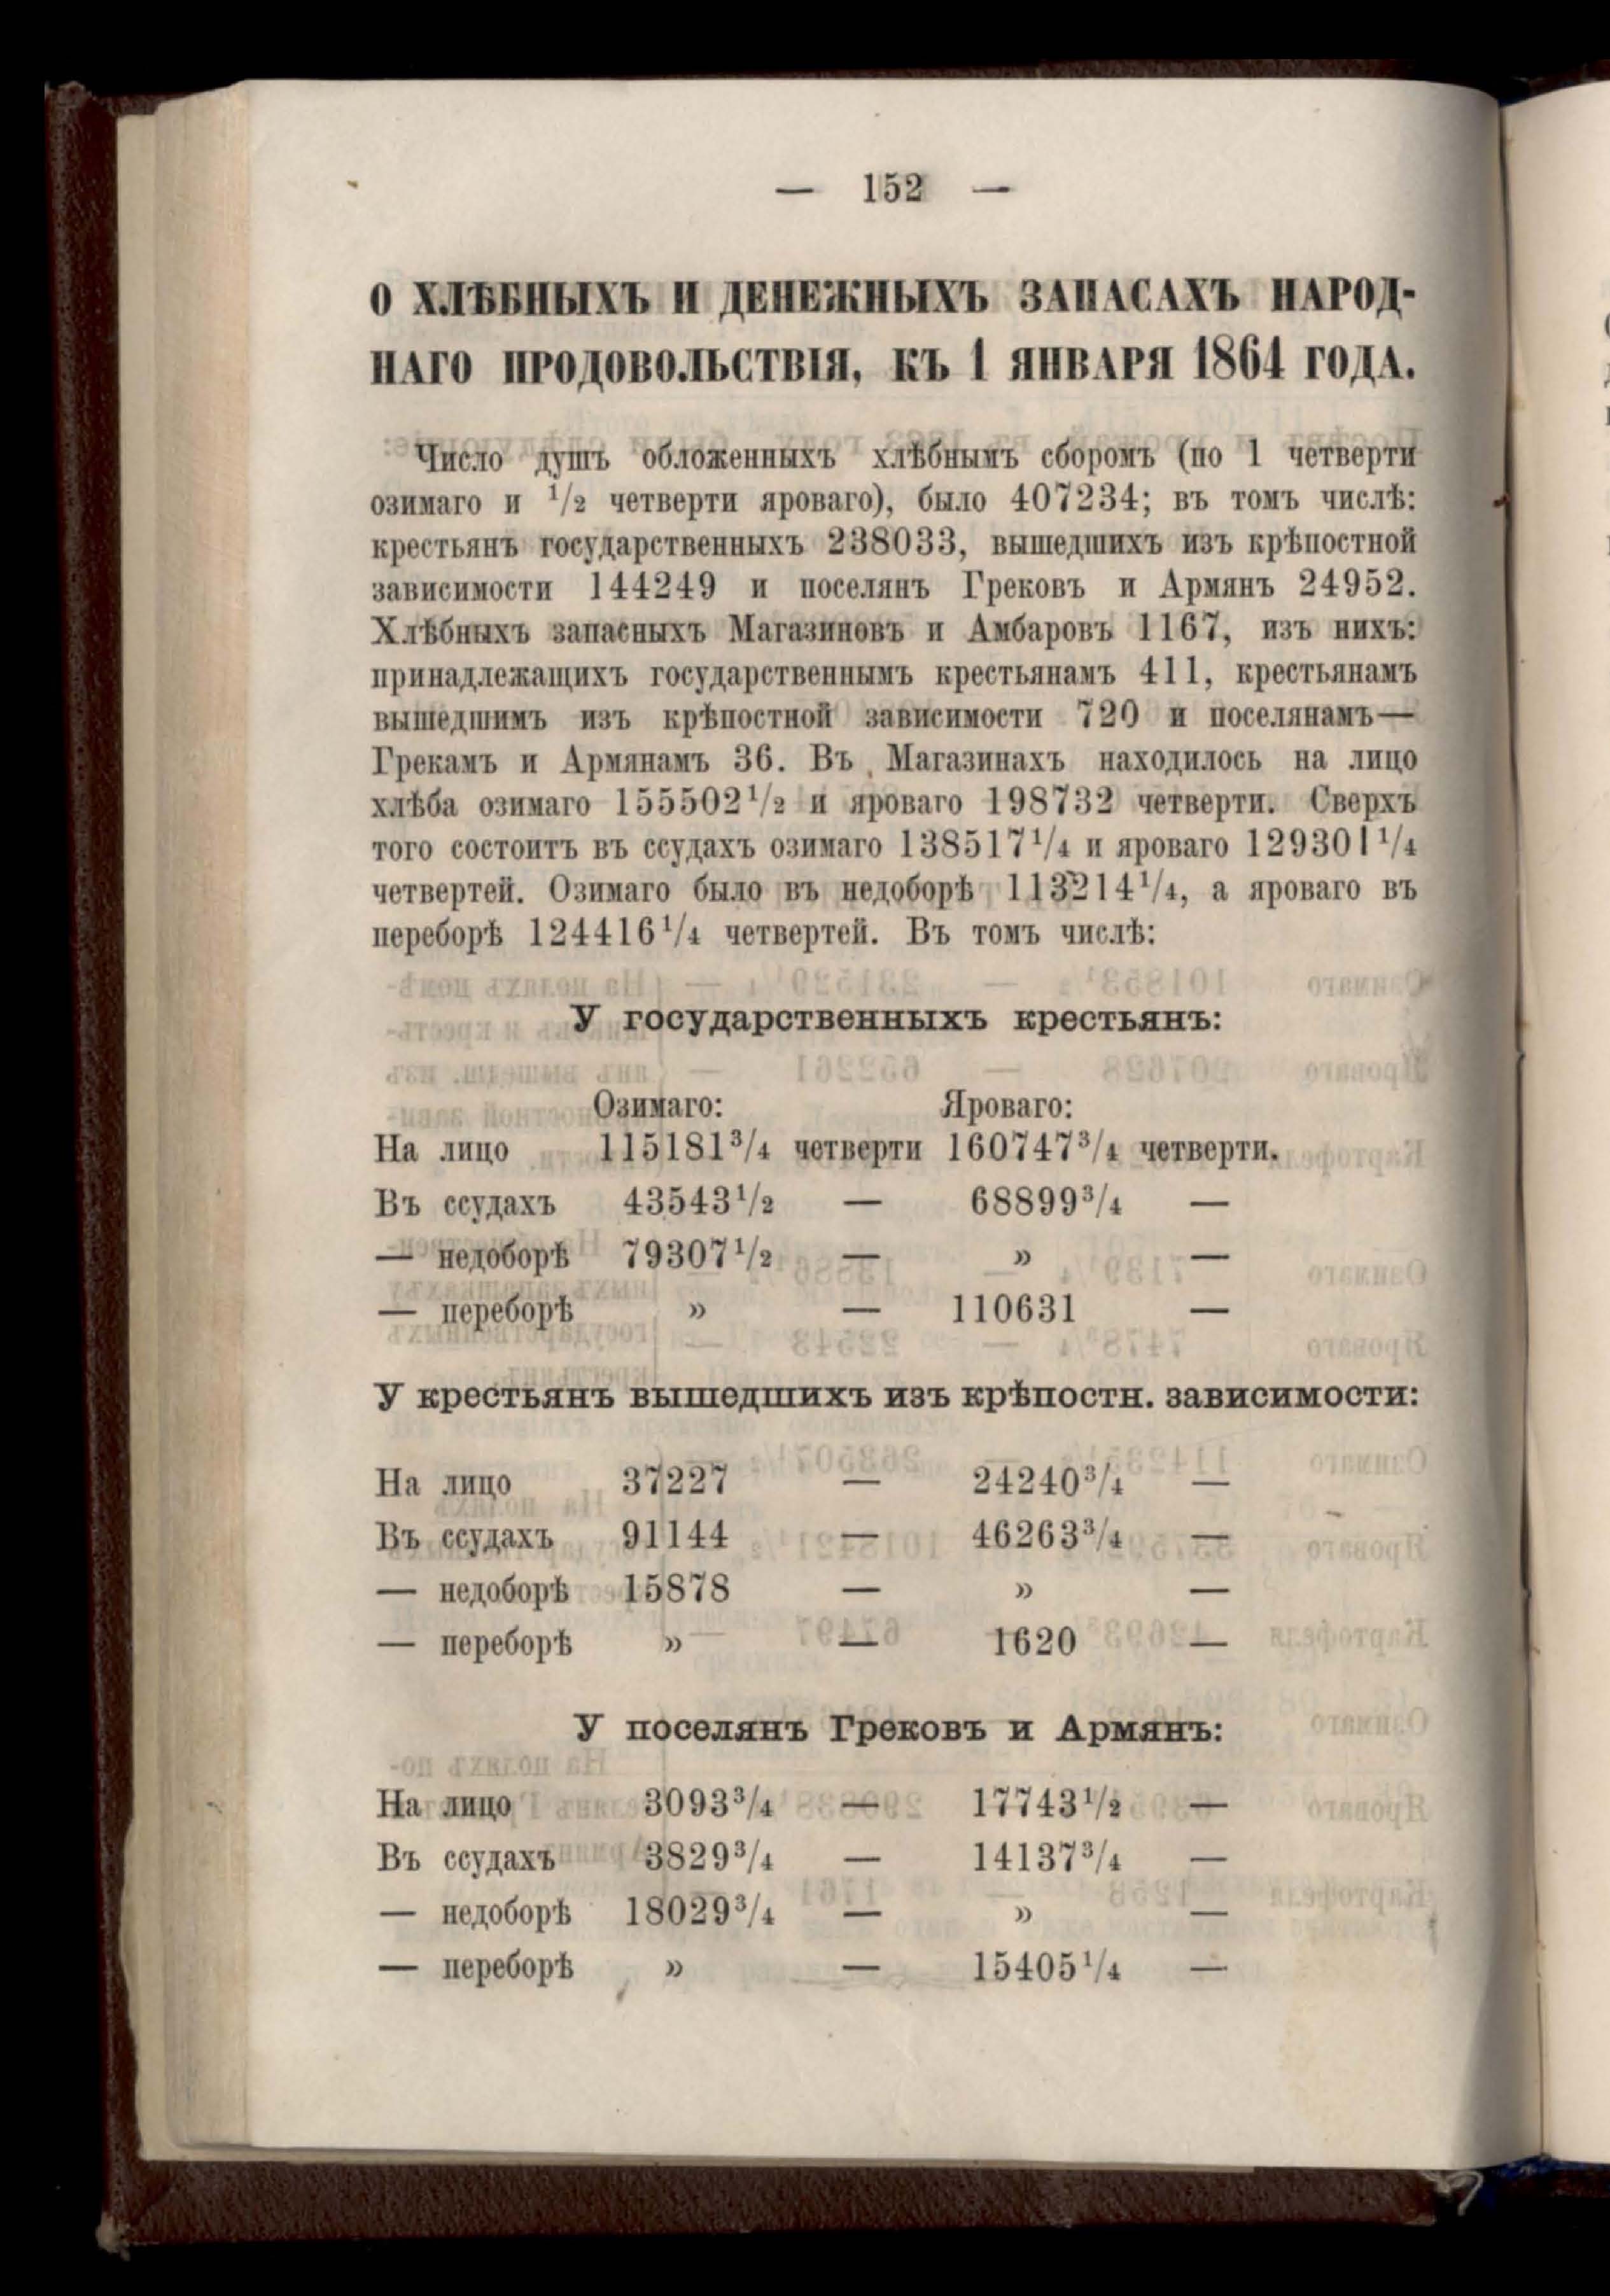 — 152 —
О ХЛѢБНЫХЪ И ДЕНЕЖНЫХЪ ЗАПАСАХЪ НАРОД-
НАГО ПРОДОВОЛЬСТВІЯ, КЪ 1 ЯНВАРЯ 1864 ГОДА.
Число душъ обложенныхъ хлѣбнымъ сборомъ (по 1 четверти
озимаго и 1/2 четверти яроваго), было 407234; въ томъ числѣ:
крестьянъ государственныхъ 238033, вышедшихъ изъ крѣпостной
зависимости 144249 и поселянъ Грековъ и Армянъ 24952.
Хлѣбныхъ запасныхъ Магазиновъ и Амбаровъ 1167, изъ нихъ:
принадлежащихъ государственнымъ крестьянамъ 411, крестьянамъ
вышедшимъ изъ крѣпостной зависимости 720 и поселянамъ—
Грекамъ и Армянамъ 36. Въ Магазинахъ находилось на лицо
хлѣба озимаго 155502 1/2 и яроваго 198732 четверти. Сверхъ
того состоитъ въ ссудахъ озимаго 138517 1/4 и яроваго 129301 1/4
четвертей. Озимаго было въ недоборѣ 113214 1/4, а яроваго въ
переборѣ 124416 1/4 четвертей. Въ томъ числѣ:
У государственныхъ крестьянъ:
Озимаго: Яроваго:
На лицо 115181 3/4 четверти 160747 3/4 четверти.
Въ ссудахъ 43543 1/2 — 68899 3/4 —
— недоборѣ 79307 1/2 — » —
— переборѣ » — 110631 —
У крестьянъ вышедшихъ изъ крѣпостн. зависимости:
На лицо 37227 — 24240 3/4 —
Въ ссудахъ 91144 — 46263 3/4 —
— недоборѣ 15878 — » —
— переборѣ » — 1620 —
У поселянъ Грековъ и Армянъ:
На лицо 3093 3/4 — 17743 1/2 —
Въ ссудахъ 3829 3/4 — 14137 3/4 —
— недоборѣ 18029 3/4 — » —
— переборѣ » — 15405 1/4 —